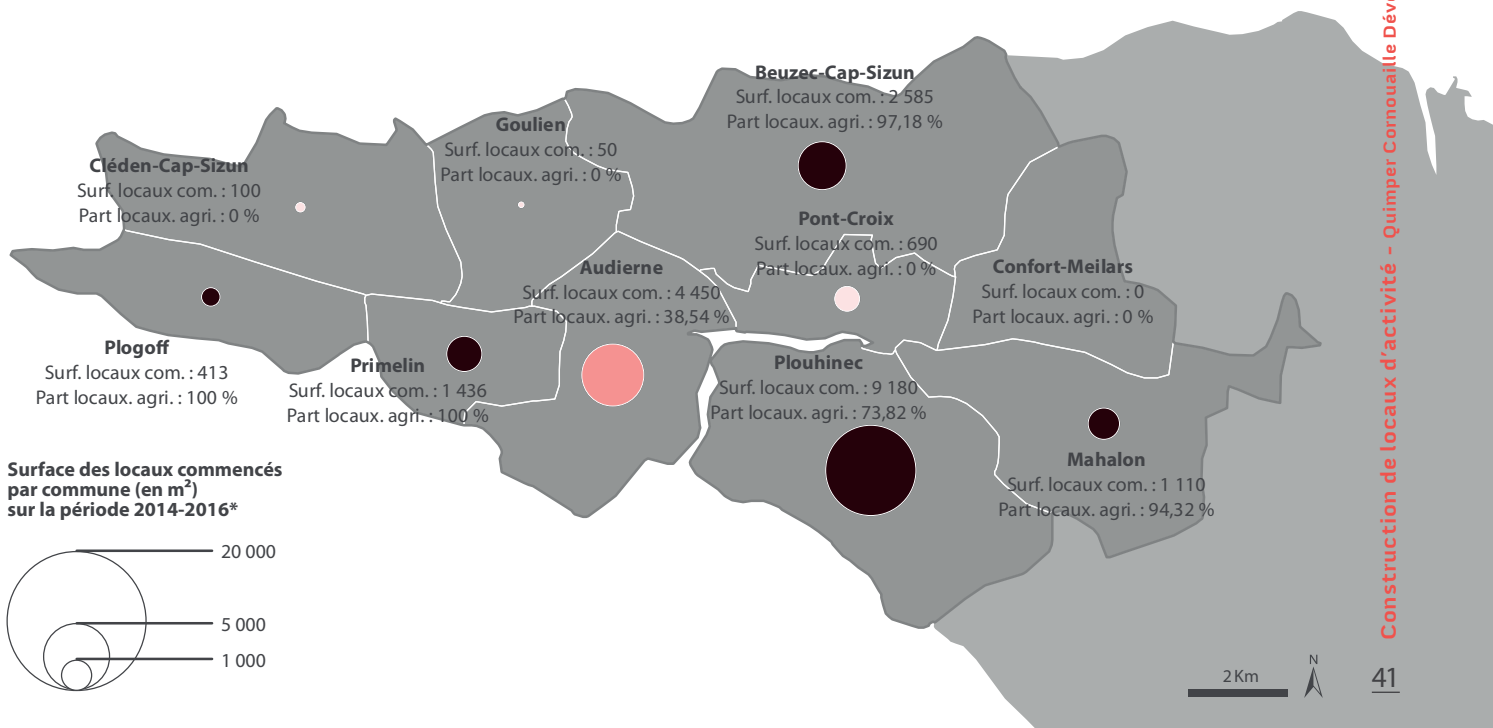 Beuzec-Cap-Sizun
Surf. locaux com. : 2 585
Part locaux. agri. : 97,18 %
Goulien
Surf. locaux com. : 50
Part locaux. agri. : 0 %
Cléden-Cap-Sizun
Surf. locaux com. : 100
Part locaux. agri. : 0 %
Pont-Croix
Surf. locaux com. : 690
Part locaux. agri. : 0 %
Audierne
Surf. locaux com. : 4 450
Part locaux. agri. : 38,54 %
Confort-Meilars
Surf. locaux com. : 0
Part locaux. agri. : 0 %
Plogoff
Surf. locaux com. : 413
Part locaux. agri. : 100 %
Primelin
Surf. locaux com. : 1 436
Part locaux. agri. : 100 %
Plouhinec
Surf. locaux com. : 9 180
Part locaux. agri. : 73,82 %
Mahalon
Surf. locaux com. : 1 110
Part locaux. agri. : 94,32 %
Surface des locaux commencés
par commune (en m²)
sur la période 2014-2016*
20 000
5 000
1 000
2 Km
N
Construction de locaux d'activité - Quimper Cornouaille
41